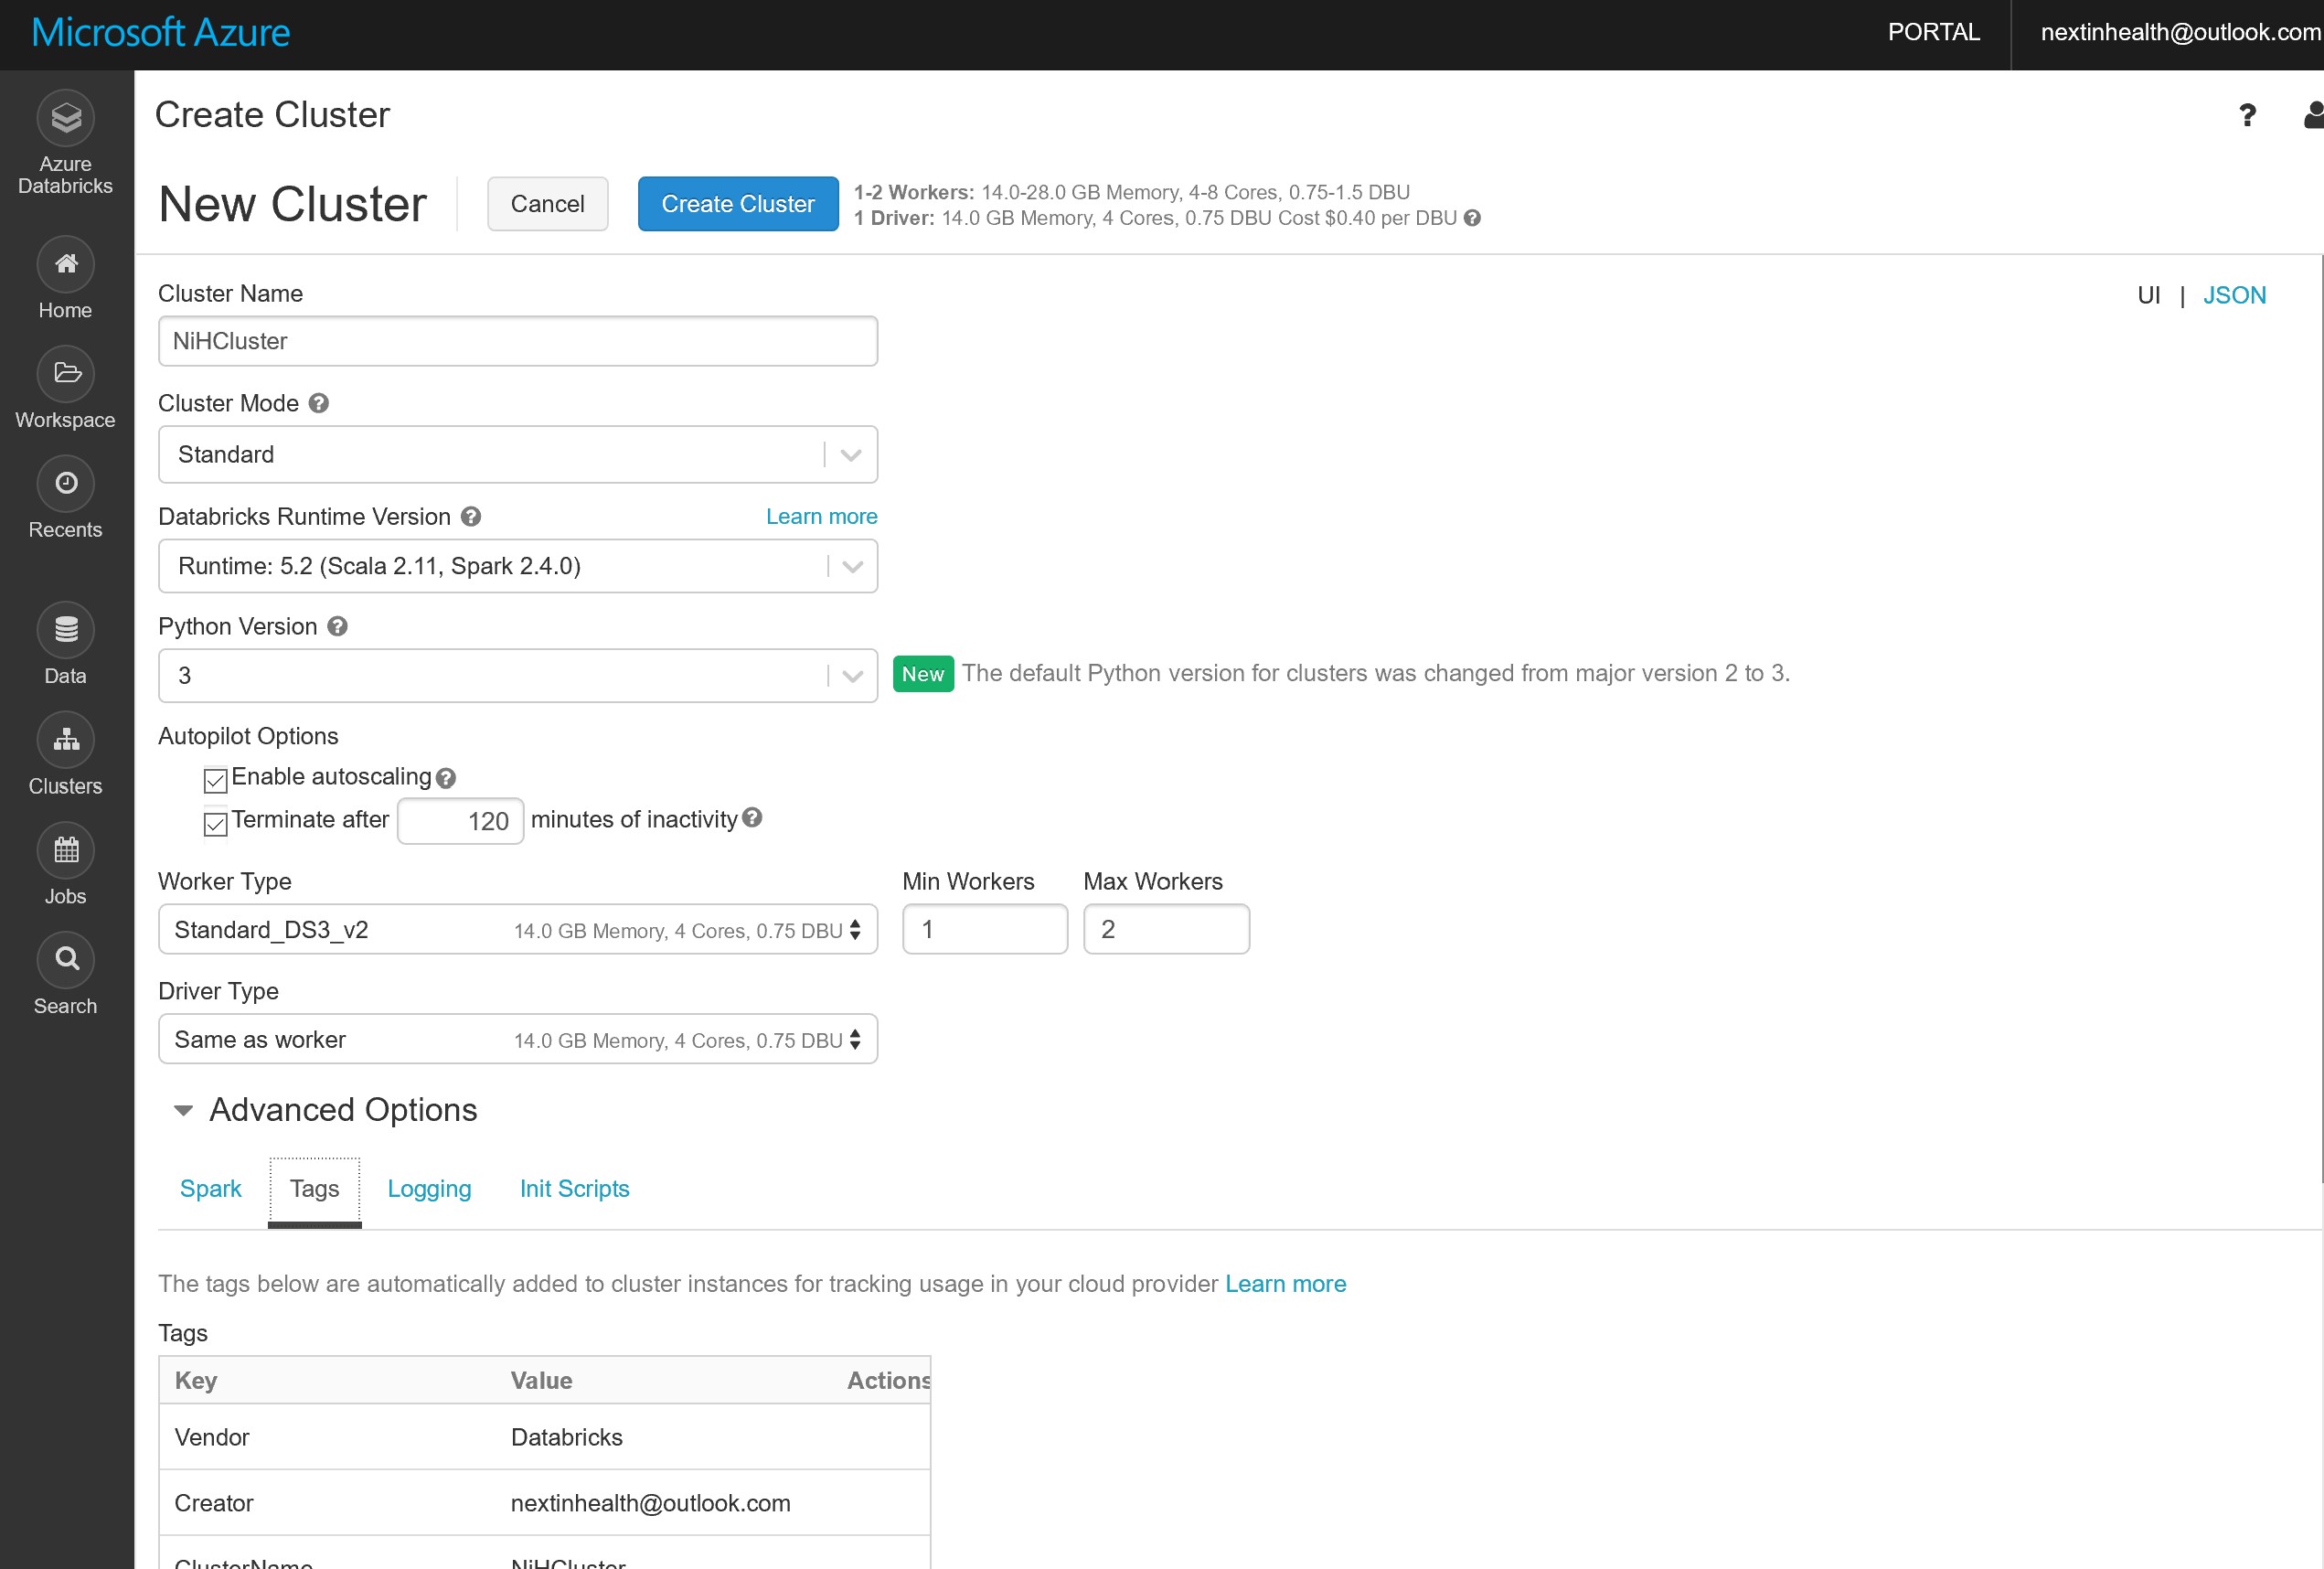 Microsoft Azure
PORTAL
nextinhealth@outlook.com
Azure
Databricks
Home
Workspace
Recents
Data
Clusters
Jobs
Search
Create Cluster
?
New Cluster
Cancel
Create Cluster
1-2 Workers: 14.0-28.0 GB Memory, 4-8 Cores, 0.75-1.5 DBU
1 Driver: 14.0 GB Memory, 4 Cores, 0.75 DBU Cost $0.40 per DBU ?
UI | JSON
Cluster Name
NiHCluster
Cluster Mode ?
Standard
Databricks Runtime Version ? Learn more
Runtime: 5.2 (Scala 2.11, Spark 2.4.0)
Python Version ?
3
New The default Python version for clusters was changed from major version 2 to 3.
Autopilot Options
Enable autoscaling ?
Terminate after 120 minutes of inactivity ?
Worker Type Min Workers Max Workers
Standard_DS3_v2 14.0 GB Memory, 4 Cores, 0.75 DBU 1 2
Driver Type
Same as worker 14.0 GB Memory, 4 Cores, 0.75 DBU
Advanced Options
Spark Tags Logging Init Scripts
The tags below are automatically added to cluster instances for tracking usage in your cloud provider Learn more
Tags
Key Value Actions
Vendor Databricks
Creator nextinhealth@outlook.com
ClusterName NiHCluster